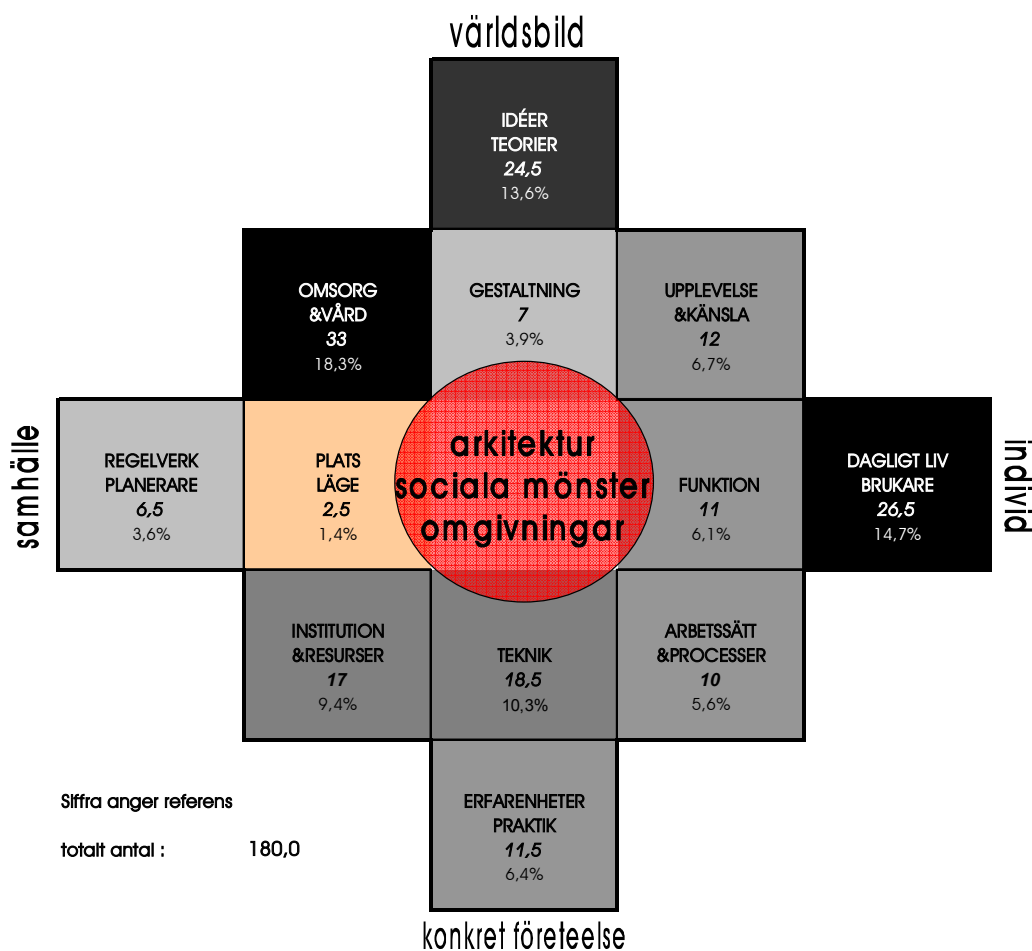 världsbild
IDÉER
TEORIER
24,5
13,6%
OMSORG
&VÅRD
33
18,3%
GESTALTNING
7
3,9%
UPPLEVELSE
&KÄNSLA
12
6,7%
samhälle
REGELVERK
PLANERARE
6,5
3,6%
PLATS
LÄGE
2,5
1,4%
arkitektur
sociala mönster
omgivningar
FUNKTION
11
6,1%
DAGLIGT LIV
BRUKARE
26,5
14,7%
individ
INSTITUTION
&RESURSER
17
9,4%
TEKNIK
18,5
10,3%
ARBETSSÄTT
&PROCESSER
10
5,6%
ERFARENHETER
PRAKTIK
11,5
6,4%
Siffra anger referens
totalt antal : 180,0
konkret företeelse